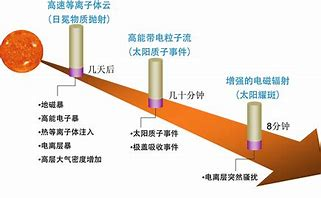 高速等离子体云
（日冕物质抛射）
几天后
• 地磁暴
• 高能电子暴
• 热等离子体注入
• 电离层暴
• 高层大气密度增加
高能带电粒子流
（太阳质子事件）
几十分钟
• 太阳质子事件
• 极盖吸收事件
增强的电磁辐射
（太阳耀斑）
8分钟
• 电离层突然骚扰